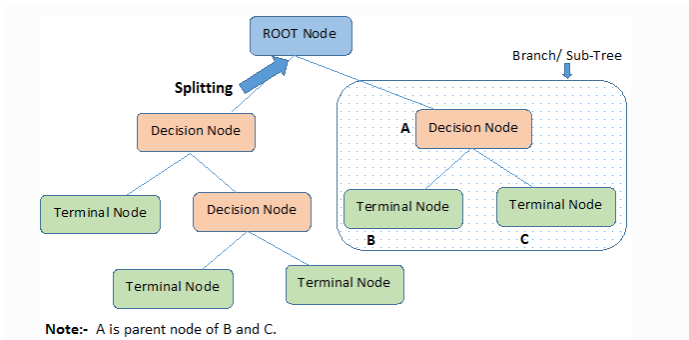 ROOT Node
Branch/ Sub-Tree
Splitting
Decision Node
A Decision Node
Terminal Node
Decision Node
Terminal Node
Terminal Node
B
C
Terminal Node
Terminal Node
Note:- A is parent node of B and C.